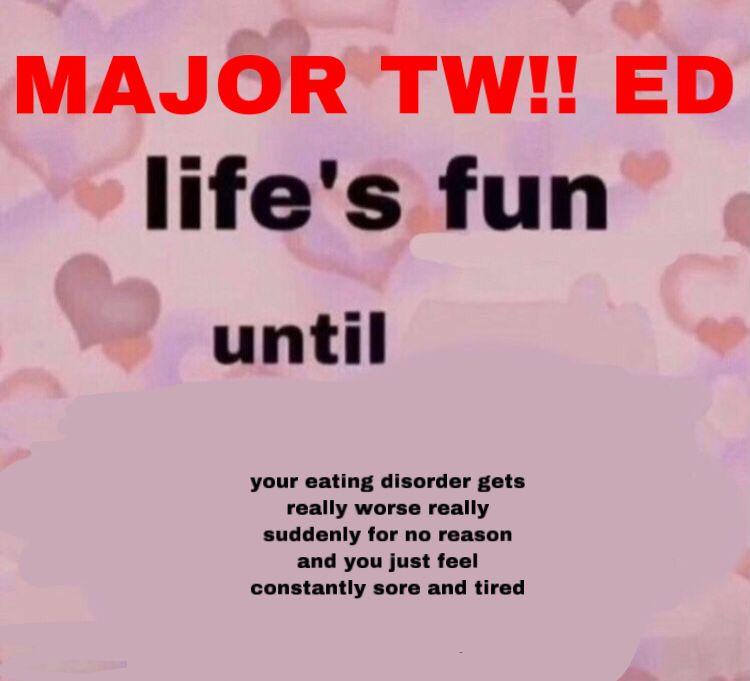 MAJOR TW!! ED
life's fun
until
your eating disorder gets
really worse really
suddenly for no reason
and you just feel
constantly sore and tired